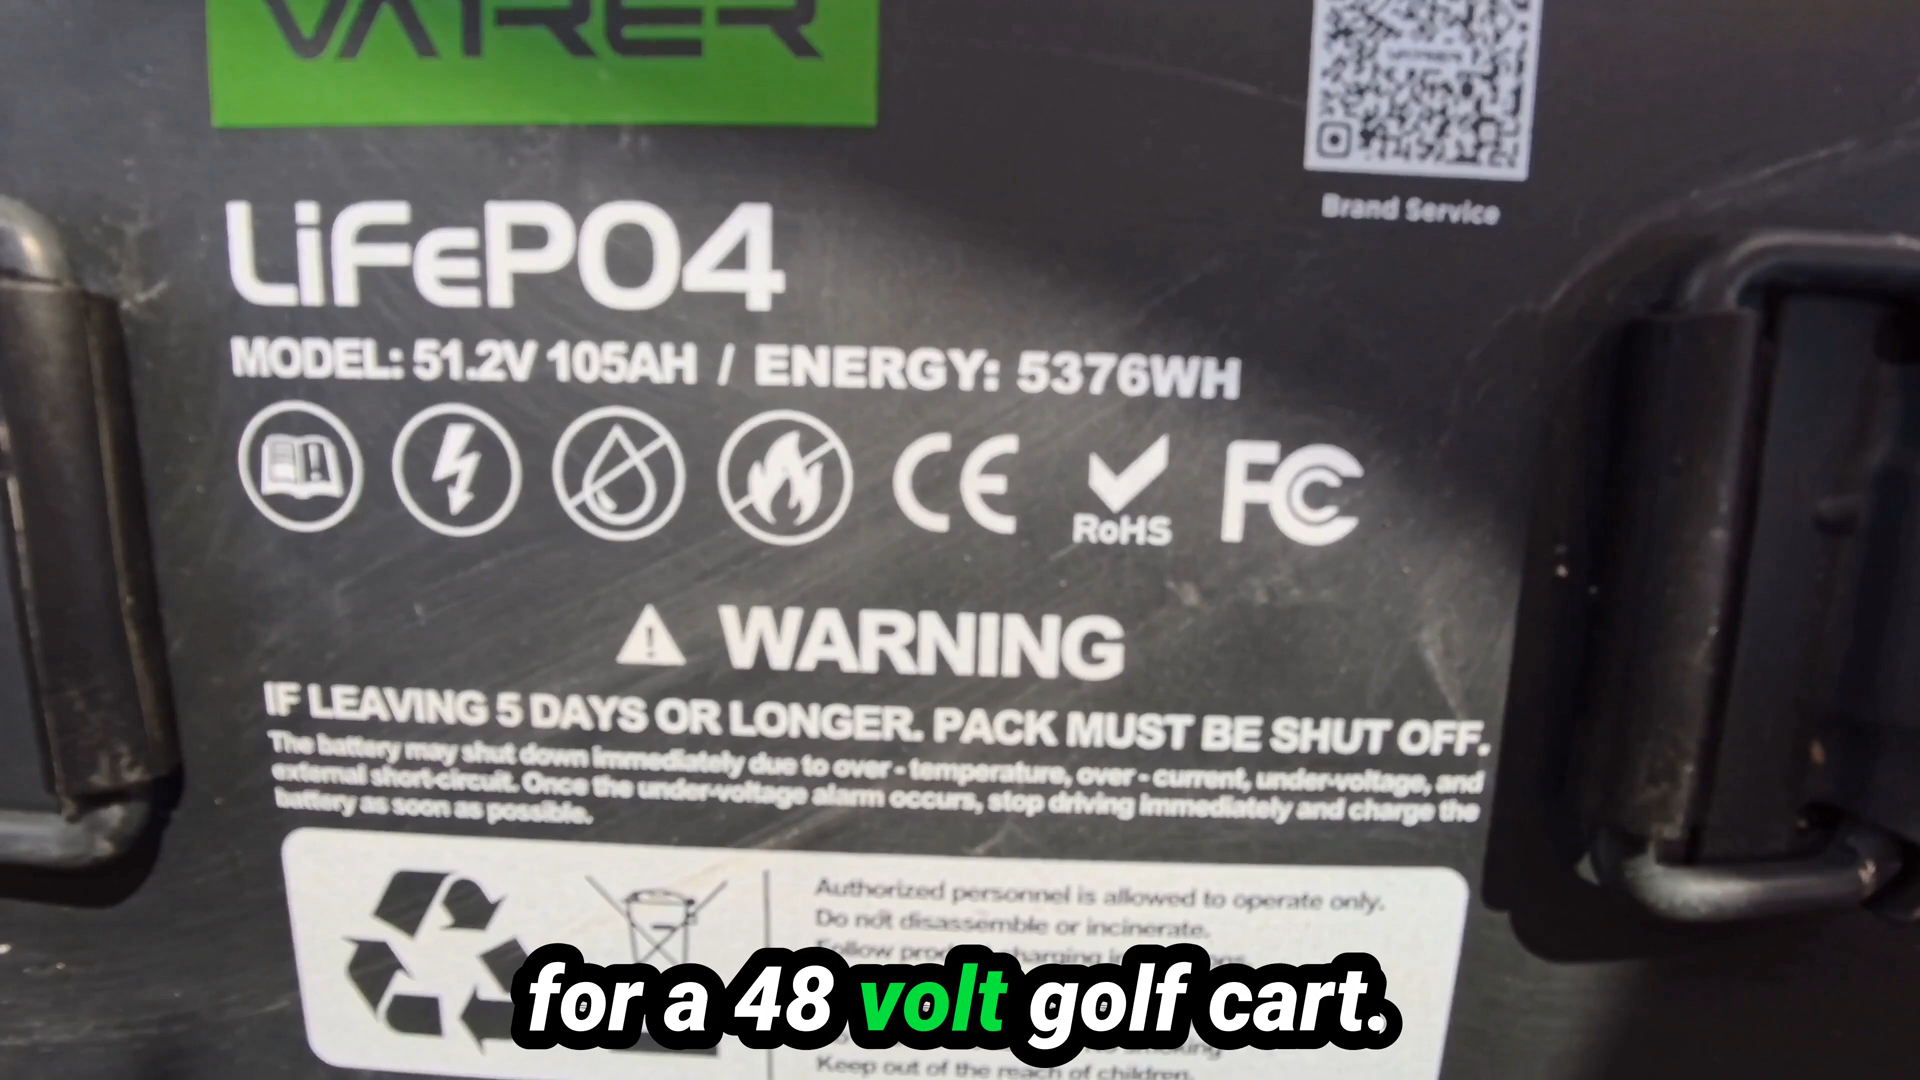 VATRER
Brand Service
LiFePO4
MODEL: 51.2V 105AH / ENERGY: 5376WH
CE
RoHS
FC
WARNING
IF LEAVING 5 DAYS OR LONGER. PACK MUST BE SHUT OFF.
The battery may shut down immediately due to over - temperature, over - current, under-voltage, and
external short-circuit. Once the under-voltage alarm occurs, stop driving immediately and charge the
battery as soon as possible.
Authorized personnel is allowed to operate only.
Do not disassemble or incinerate.
Follow
for a 48 volt golf cart.
smoking
Keep out of the reach of children.